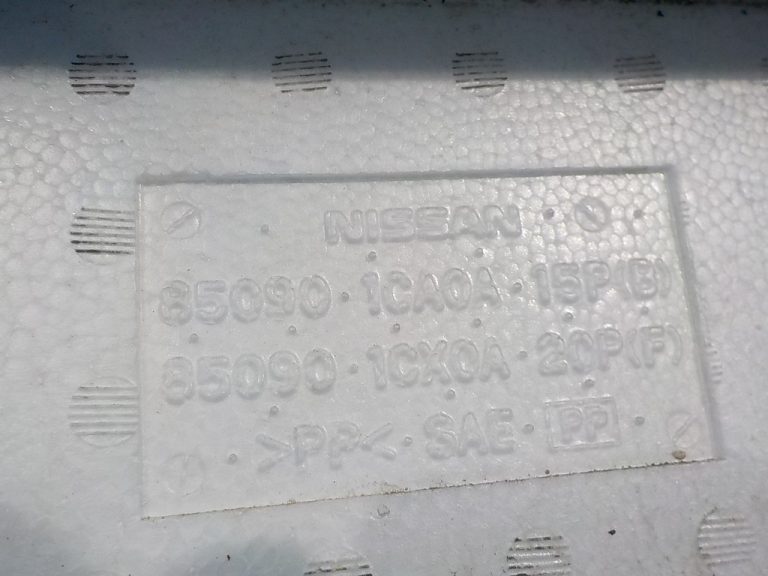 NISSAN
85090 · 1CA0A · 15P(B)
85090 · 1CX0A · 20P(F)
>PP< · SAE · PP